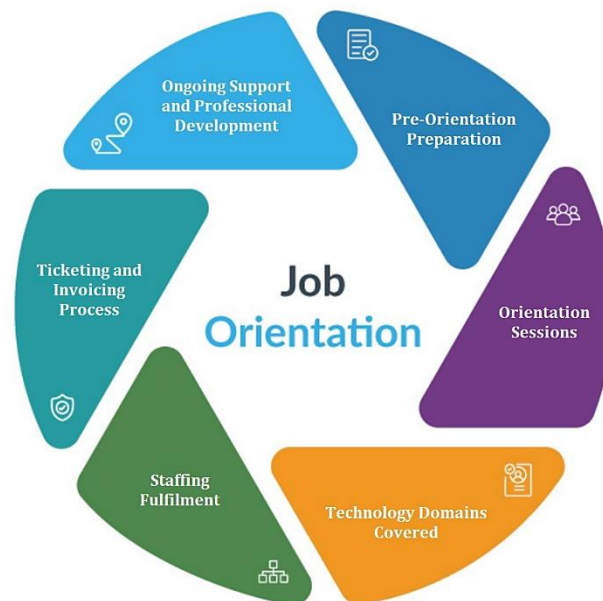 Job
Orientation
Pre-Orientation
Preparation
Orientation
Sessions
Technology Domains
Covered
Staffing
Fulfilment
Ticketing and
Invoicing
Process
Ongoing Support
and Professional
Development